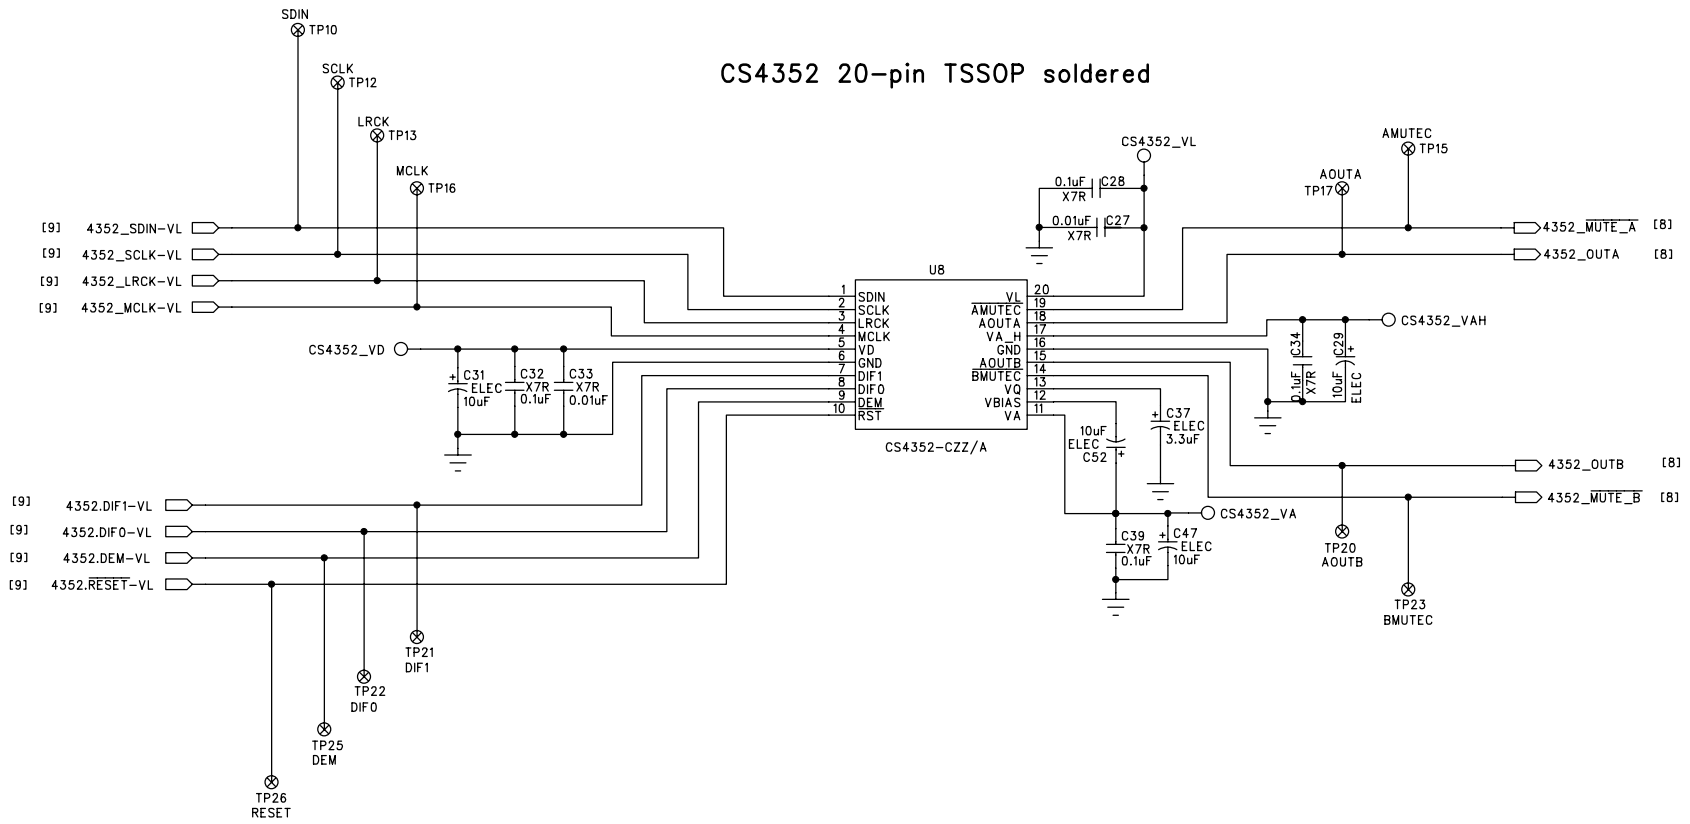 CS4352 20-pin TSSOP soldered
SDIN
TP10
SCLK
TP12
LRCK
TP13
MCLK
TP16
[9] 4352_SDIN-VL
[9] 4352_SCLK-VL
[9] 4352_LRCK-VL
[9] 4352_MCLK-VL
CS4352_VD
+ C31
ELEC
10uF
C32
X7R
0.1uF
C33
X7R
0.01uF
[9] 4352.DIF1-VL
[9] 4352.DIF0-VL
[9] 4352.DEM-VL
[9] 4352.RESET-VL
TP21
DIF1
TP22
DIF0
TP25
DEM
TP26
RESET
U8
1 SDIN
2 SCLK
3 LRCK
4 MCLK
5 VD
6 GND
7 DIF1
8 DIF0
9 DEM
10 RST
VL 20
AMUTEC 19
AOUTA 18
VA_H 17
GND 16
AOUTB 15
BMUTEC 14
VQ 13
VBIAS 12
VA 11
CS4352-CZZ/A
CS4352_VL
0.1uF C28
X7R
0.01uF C27
X7R
AMUTEC
TP15
AOUTA
TP17
4352_MUTE_A [8]
4352_OUTA [8]
CS4352_VAH
C34
0.1uF
X7R
C29
+
10uF
ELEC
10uF
ELEC
C52 +
+ C37
ELEC
3.3uF
CS4352_VA
C39
X7R
0.1uF
+ C47
ELEC
10uF
4352_OUTB [8]
4352_MUTE_B [8]
TP20
AOUTB
TP23
BMUTEC